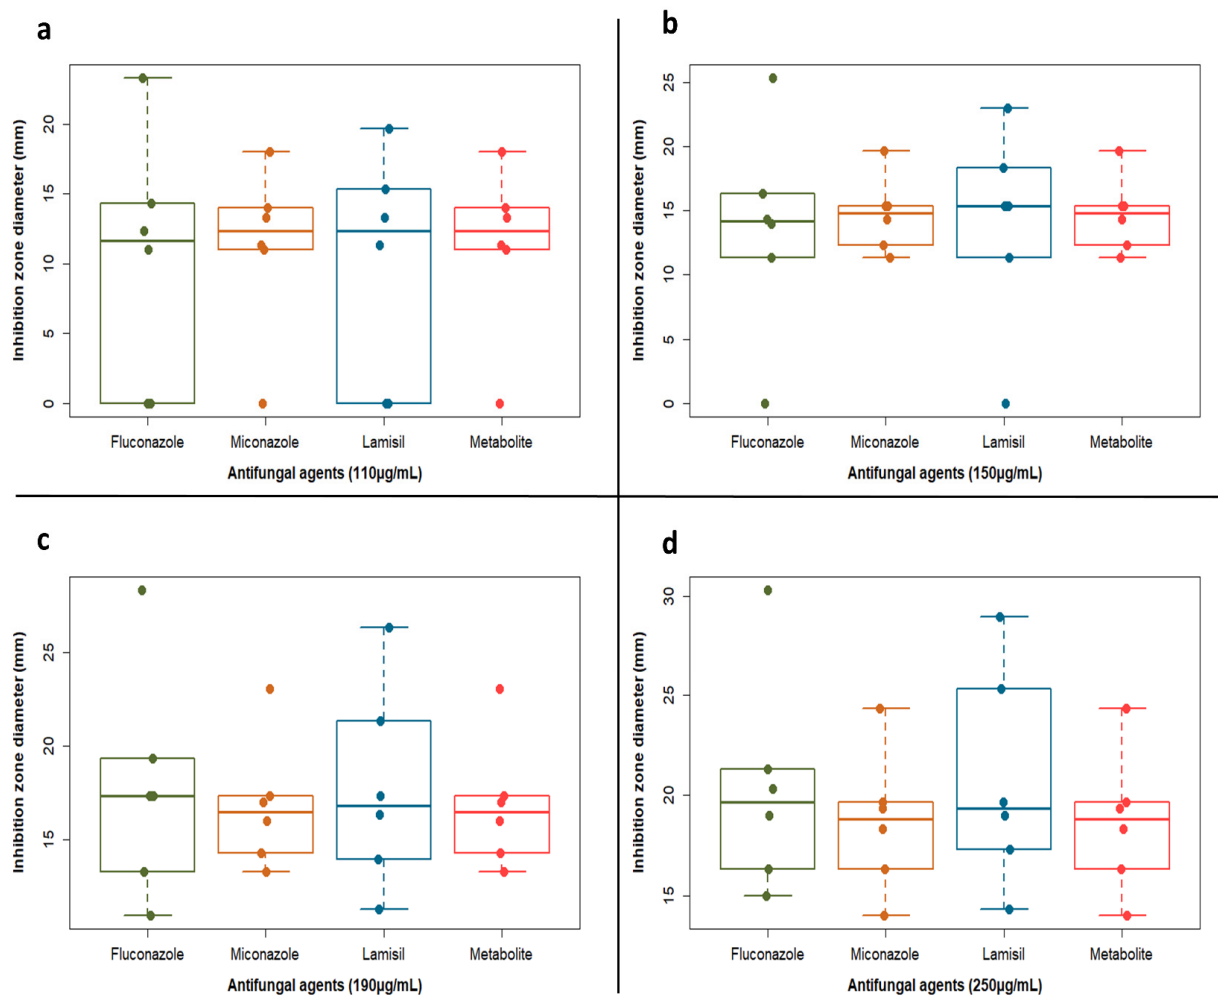 a
Inhibition zone diameter (mm)
20
15
10
5
0
Fluconazole Miconazole Lamisil Metabolite
Antifungal agents (110µg/mL)
b
Inhibition zone diameter (mm)
25
20
15
10
5
0
Fluconazole Miconazole Lamisil Metabolite
Antifungal agents (150µg/mL)
c
Inhibition zone diameter (mm)
25
20
15
Fluconazole Miconazole Lamisil Metabolite
Antifungal agents (190µg/mL)
d
Inhibition zone diameter (mm)
30
25
20
15
Fluconazole Miconazole Lamisil Metabolite
Antifungal agents (250µg/mL)